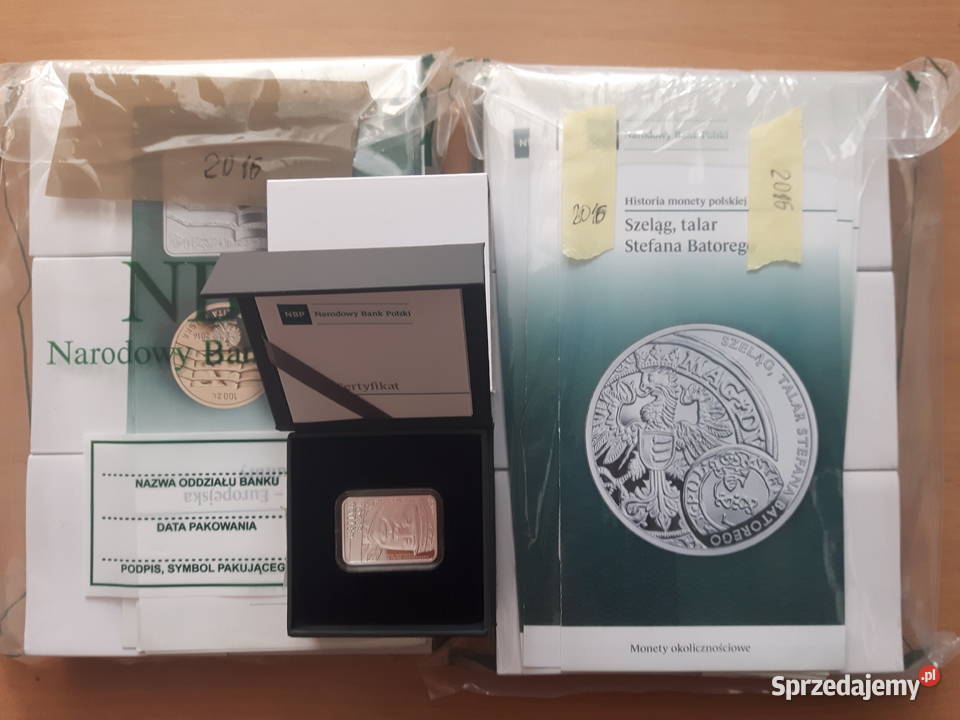 2016
NB
Narodowy Ban
100 ZŁ
NAZWA ODDZIAŁU BANKU
– Europejska
DATA PAKOWANIA
PODPIS, SYMBOL PAKUJĄCEG
NBP Narodowy Bank Polski
Certyfikat
Narodowy Bank Polski
2016
2016
Historia monety polskiej
Szeląg, talar
Stefana Batorego
SZELĄG, TALAR STEFANA BATOREGO
Monety okolicznościowe
Sprzedajemy.pl